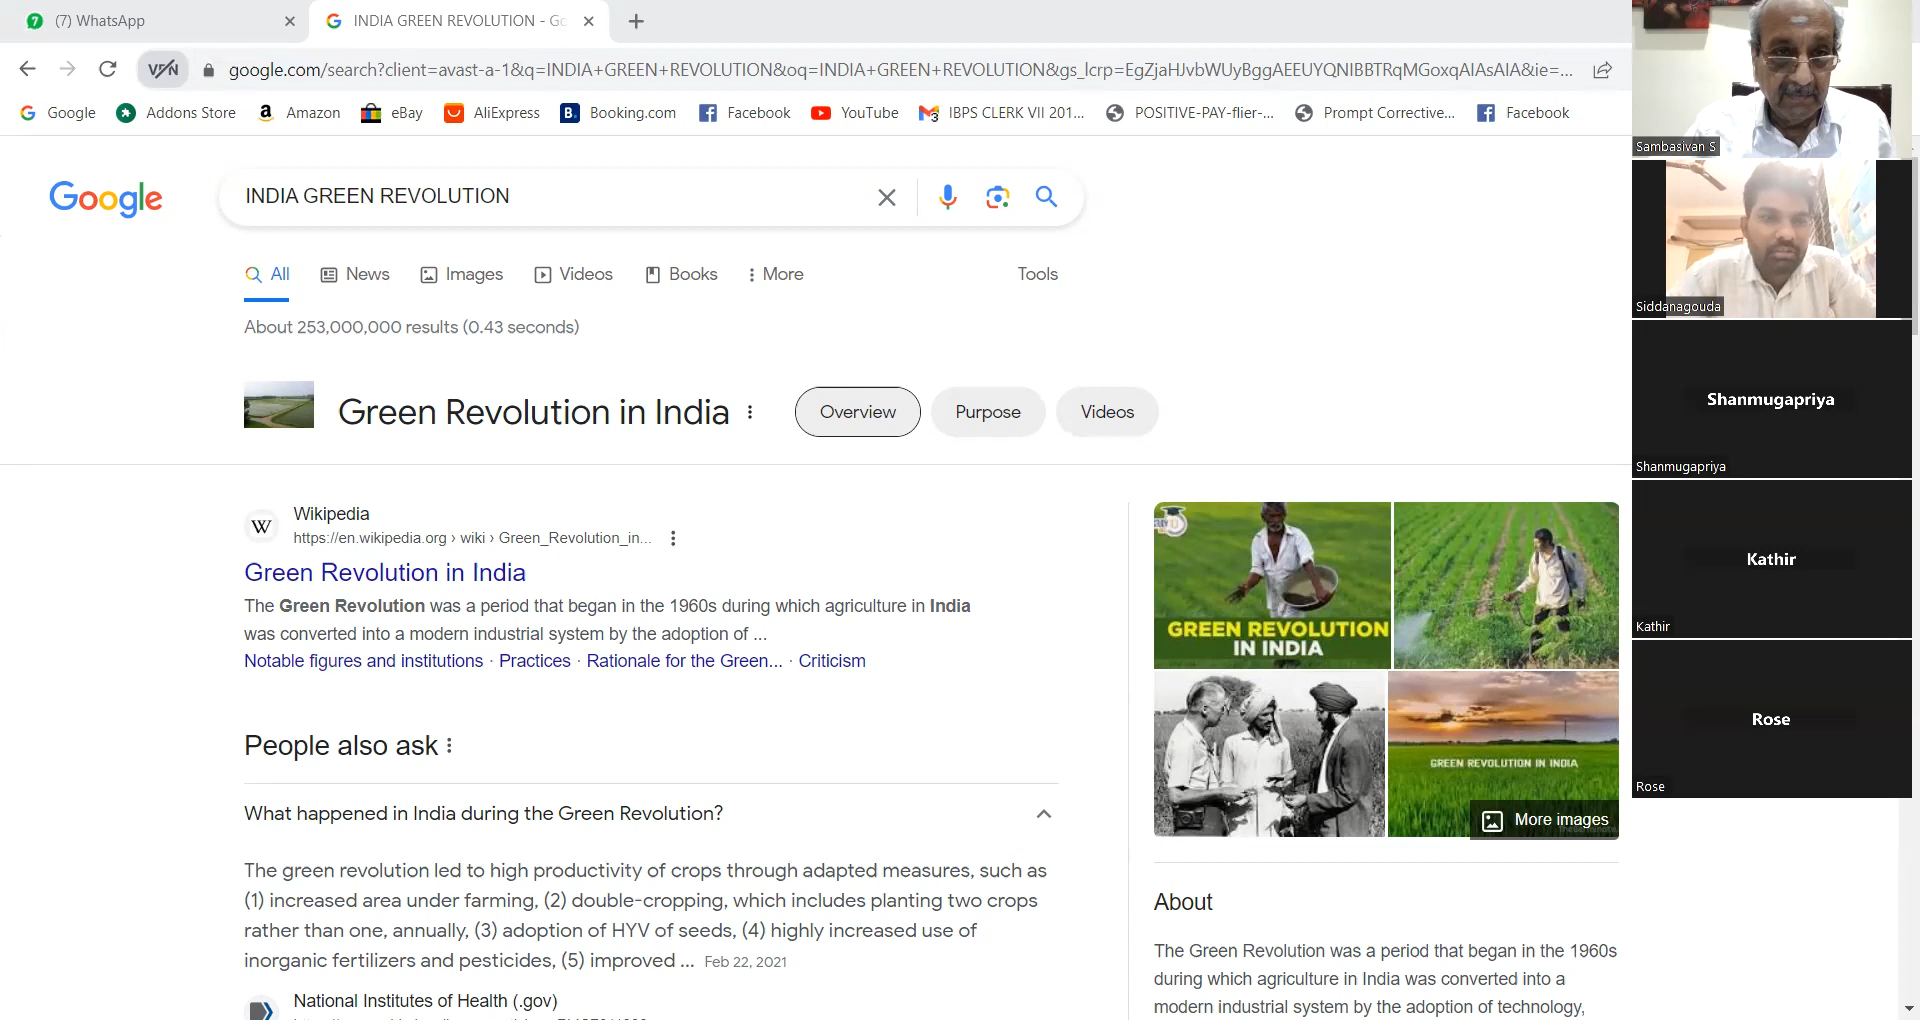 (7) WhatsApp
INDIA GREEN REVOLUTION - Go
VPN
google.com/search?client=avast-a-1&q=INDIA+GREEN+REVOLUTION&oq=INDIA+GREEN+REVOLUTION&gs_lcrp=EgZjaHJvbWUyBggAEEUYQNIBBTRqMGoxqAIAsAIA&ie=...
Google Addons Store Amazon eBay AliExpress Booking.com Facebook YouTube IBPS CLERK VII 201... POSITIVE-PAY-flier-... Prompt Corrective... Facebook
Sambasivan S
Google INDIA GREEN REVOLUTION
All News Images Videos Books More Tools
Siddanagouda
About 253,000,000 results (0.43 seconds)
Green Revolution in India Overview Purpose Videos
Shanmugapriya
Shanmugapriya
Wikipedia
https://en.wikipedia.org › wiki › Green_Revolution_in...
Green Revolution in India
The Green Revolution was a period that began in the 1960s during which agriculture in India
was converted into a modern industrial system by the adoption of ...
Notable figures and institutions · Practices · Rationale for the Green... · Criticism
GREEN REVOLUTION
IN INDIA
Kathir
Kathir
People also ask
What happened in India during the Green Revolution?
GREEN REVOLUTION IN INDIA
More images
Rose
Rose
The green revolution led to high productivity of crops through adapted measures, such as
(1) increased area under farming, (2) double-cropping, which includes planting two crops
rather than one, annually, (3) adoption of HYV of seeds, (4) highly increased use of
inorganic fertilizers and pesticides, (5) improved ... Feb 22, 2021
National Institutes of Health (.gov)
About
The Green Revolution was a period that began in the 1960s
during which agriculture in India was converted into a
modern industrial system by the adoption of technology,